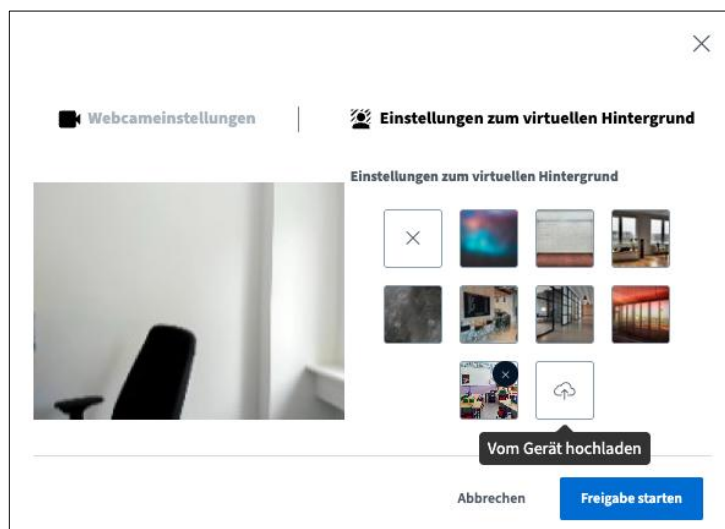 Webcameinstellungen
Einstellungen zum virtuellen Hintergrund
Einstellungen zum virtuellen Hintergrund
Vom Gerät hochladen
Abbrechen
Freigabe starten